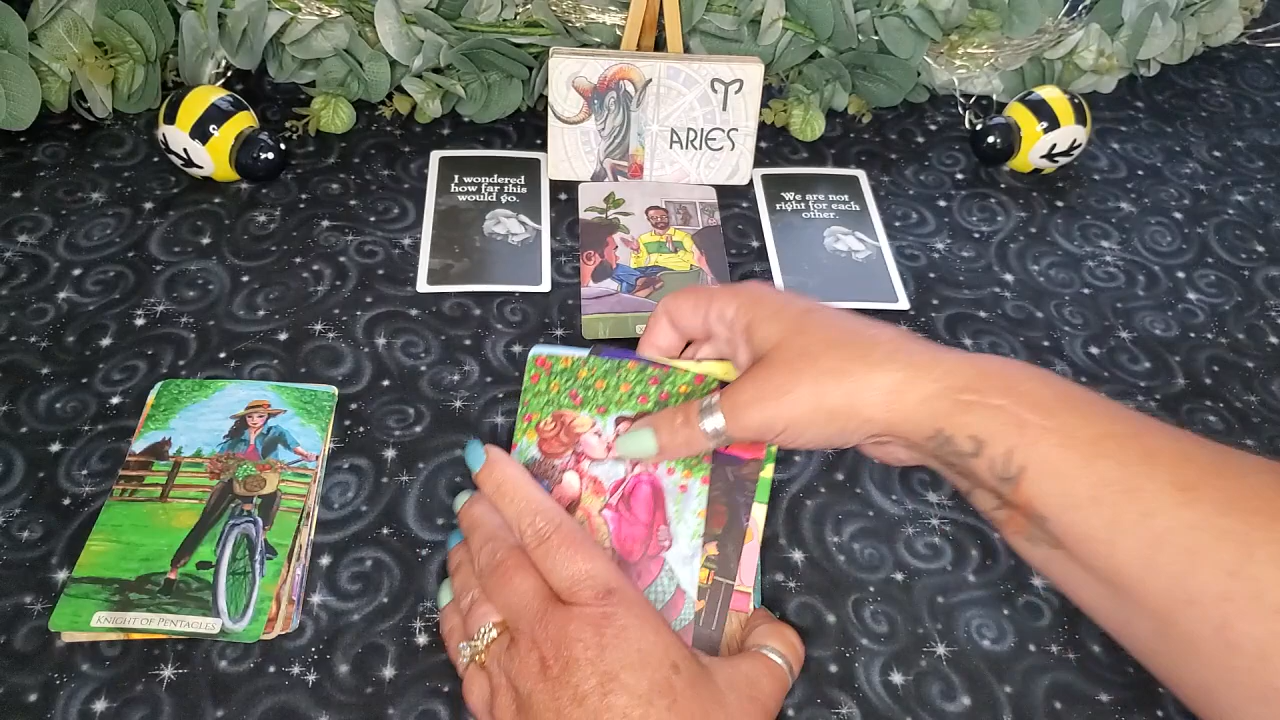 ARIES
I wondered
how far this
would go.
We are not
right for each
other.
KNIGHT OF PENTACLES